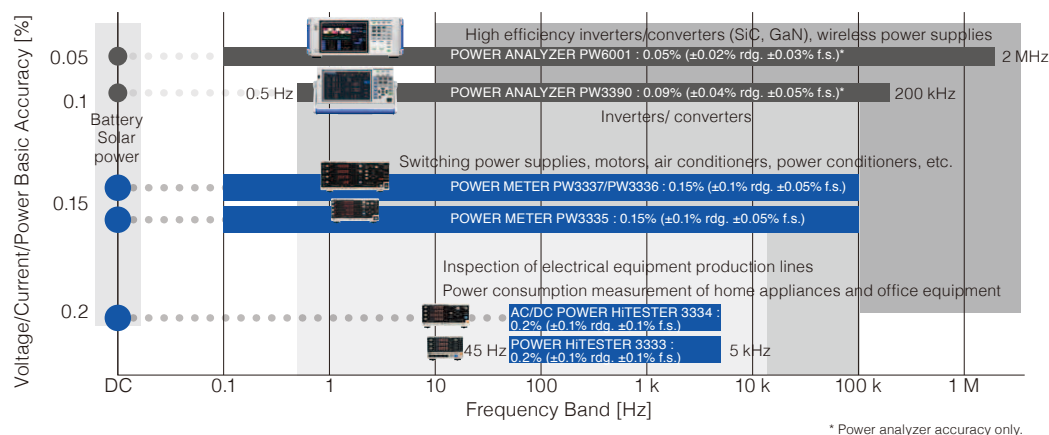 Voltage/Current/Power Basic Accuracy [%]
High efficiency inverters/converters (SiC, GaN), wireless power supplies
0.05
POWER ANALYZER PW6001 : 0.05% (±0.02% rdg. ±0.03% f.s.)*
2 MHz
0.1
0.5 Hz
POWER ANALYZER PW3390 : 0.09% (±0.04% rdg. ±0.05% f.s.)*
200 kHz
Battery
Solar
power
Inverters/ converters
Switching power supplies, motors, air conditioners, power conditioners, etc.
0.15
POWER METER PW3337/PW3336 : 0.15% (±0.1% rdg. ±0.05% f.s.)
POWER METER PW3335 : 0.15% (±0.1% rdg. ±0.05% f.s.)
Inspection of electrical equipment production lines
Power consumption measurement of home appliances and office equipment
0.2
AC/DC POWER HiTESTER 3334 :
0.2% (±0.1% rdg. ±0.1% f.s.)
45 Hz
POWER HiTESTER 3333 :
0.2% (±0.1% rdg. ±0.1% f.s.)
5 kHz
DC
0.1
1
10
100
1 k
10 k
100 k
1 M
Frequency Band [Hz]
* Power analyzer accuracy only.